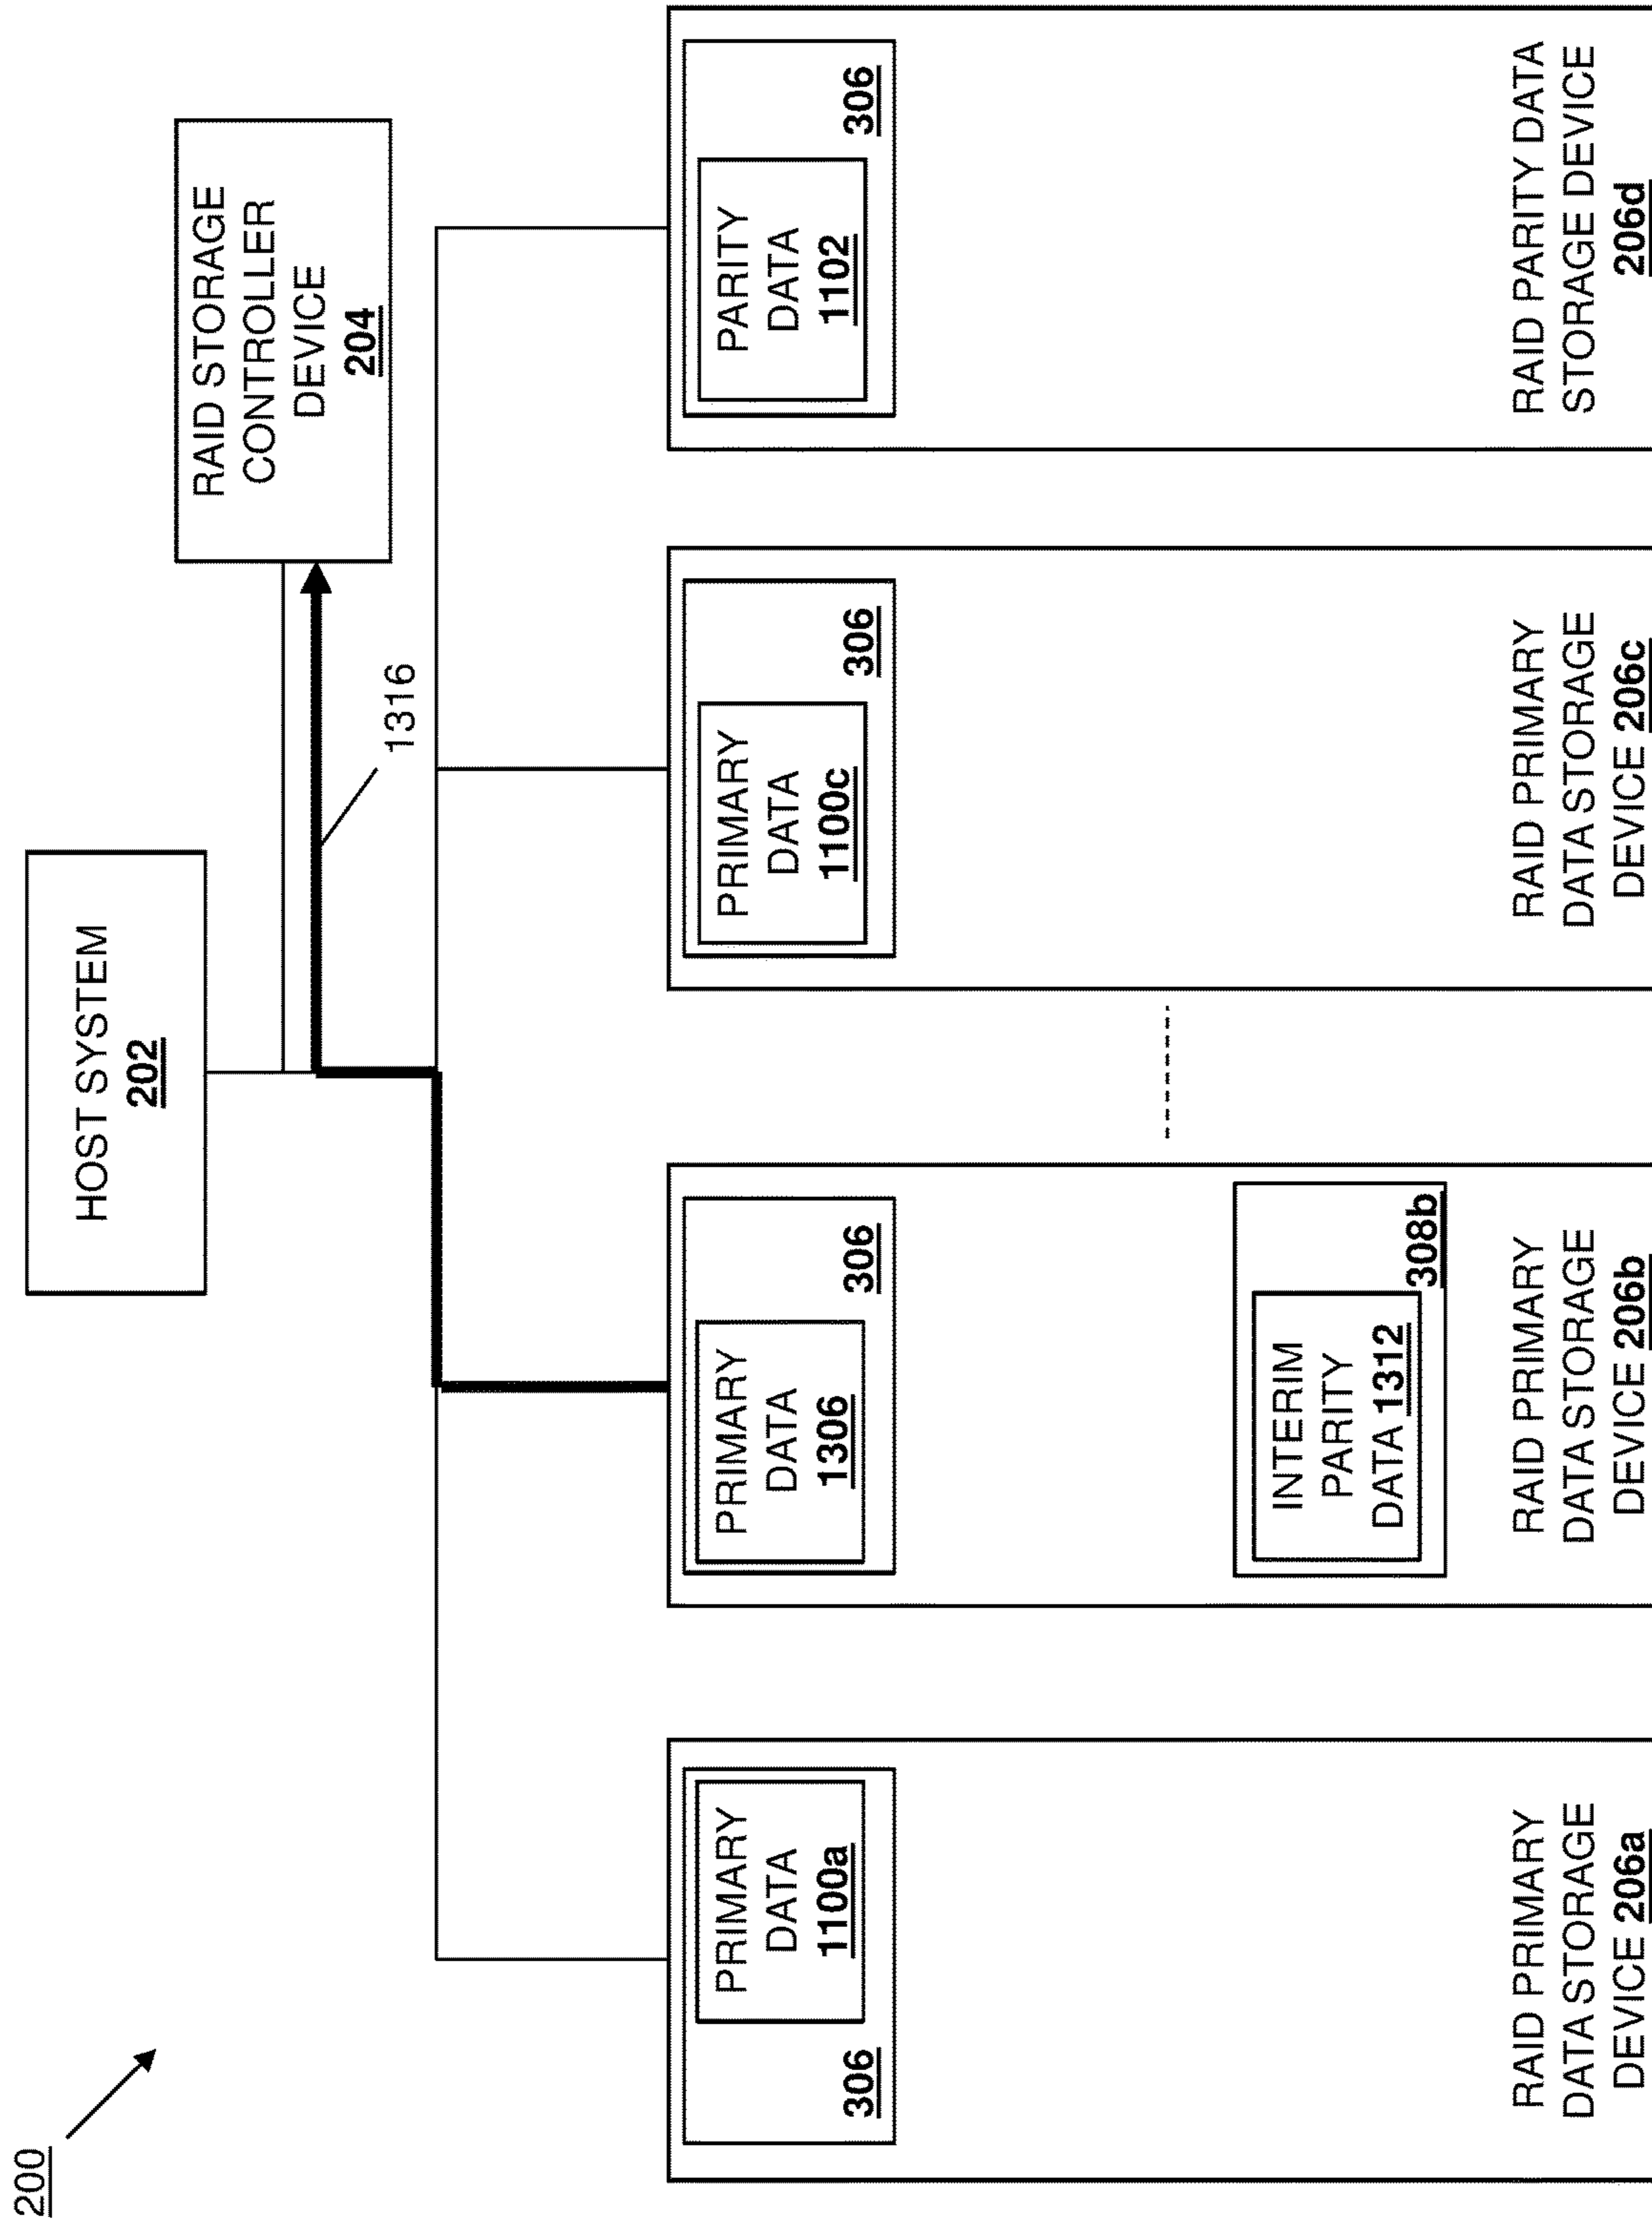 200
HOST SYSTEM
202
RAID STORAGE
CONTROLLER
DEVICE
204
1316
PRIMARY
DATA
1100a
306
RAID PRIMARY
DATA STORAGE
DEVICE 206a
PRIMARY
DATA
1306
306
INTERIM
PARITY
DATA 1312
308b
RAID PRIMARY
DATA STORAGE
DEVICE 206b
PRIMARY
DATA
1100c
306
RAID PRIMARY
DATA STORAGE
DEVICE 206c
PARITY
DATA
1102
306
RAID PARITY DATA
STORAGE DEVICE
206d